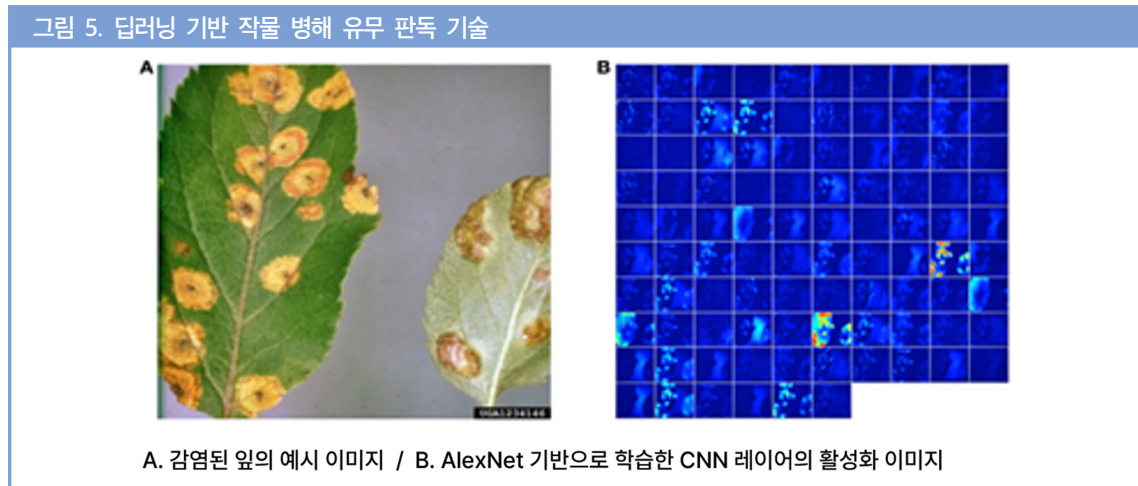 그림 5. 딥러닝 기반 작물 병해 유무 판독 기술
A
B
UGA1234146
A. 감염된 잎의 예시 이미지 / B. AlexNet 기반으로 학습한 CNN 레이어의 활성화 이미지